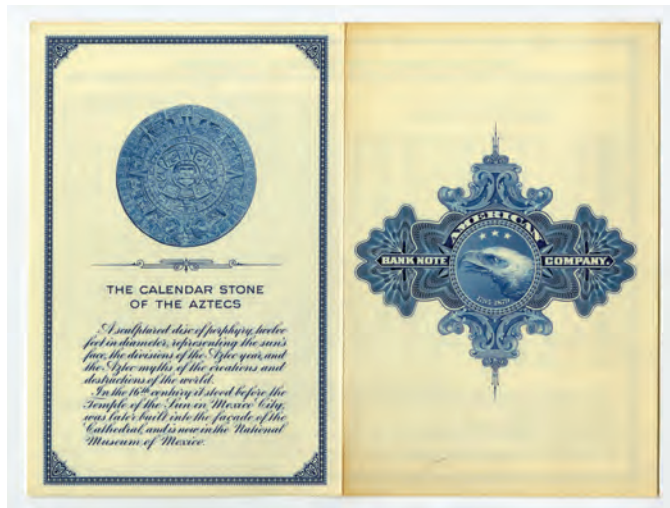 THE CALENDAR STONE
OF THE AZTECS
A sculptured disc of porphyry, twelve
feet in diameter, representing the sun's
face, the divisions of the Aztec year, and
the Aztec myths of the creations and
destructions of the world.
In the 16th century it stood before the
Temple of the Sun in Mexico City,
was later built into the façade of the
Cathedral, and is now in the National
Museum of Mexico.
AMERICAN
BANK NOTE COMPANY.